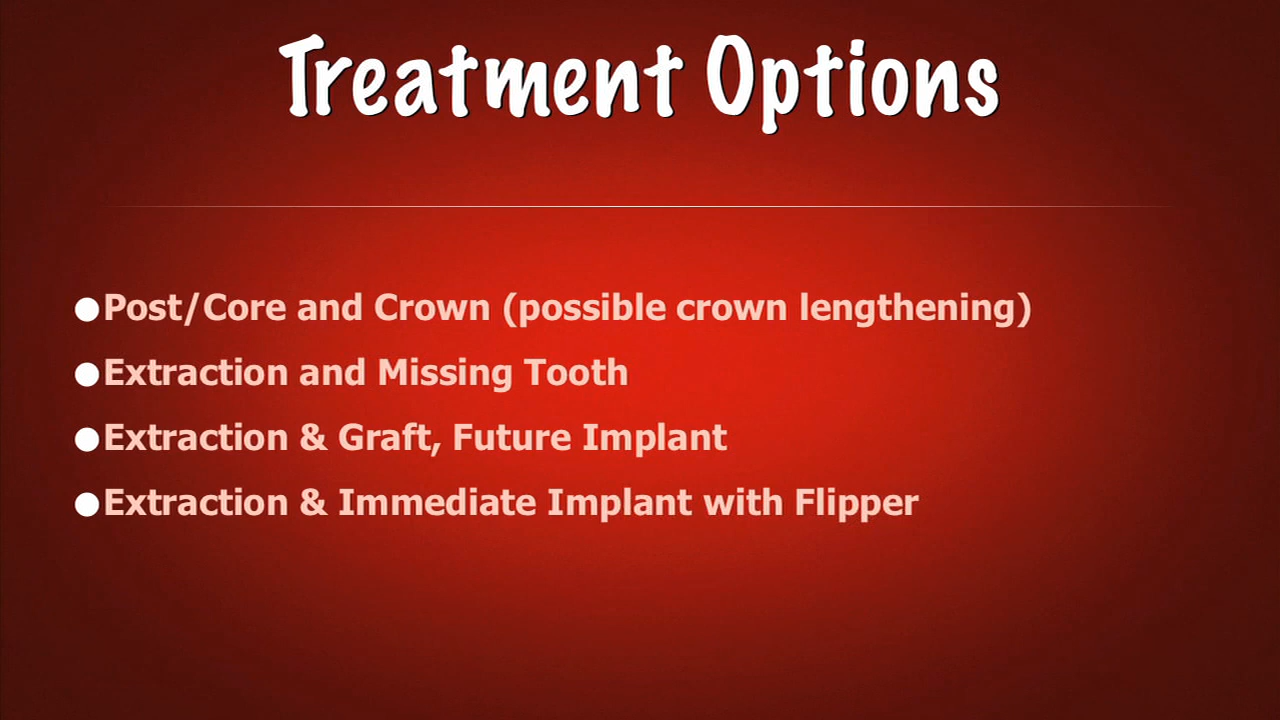 Treatment Options
●Post/Core and Crown (possible crown lengthening)
●Extraction and Missing Tooth
●Extraction & Graft, Future Implant
●Extraction & Immediate Implant with Flipper